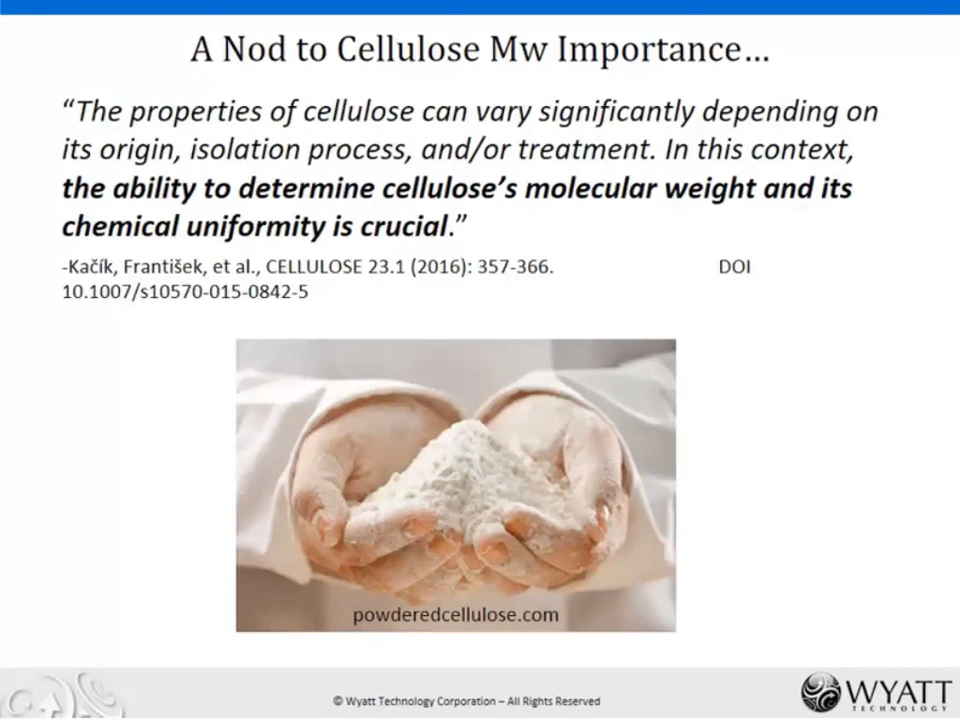 A Nod to Cellulose Mw Importance…
“The properties of cellulose can vary significantly depending on
its origin, isolation process, and/or treatment. In this context,
the ability to determine cellulose’s molecular weight and its
chemical uniformity is crucial.”
-Kačík, František, et al., CELLULOSE 23.1 (2016): 357-366. DOI
10.1007/s10570-015-0842-5
powderedcellulose.com
© Wyatt Technology Corporation – All Rights Reserved
WYATT
TECHNOLOGY